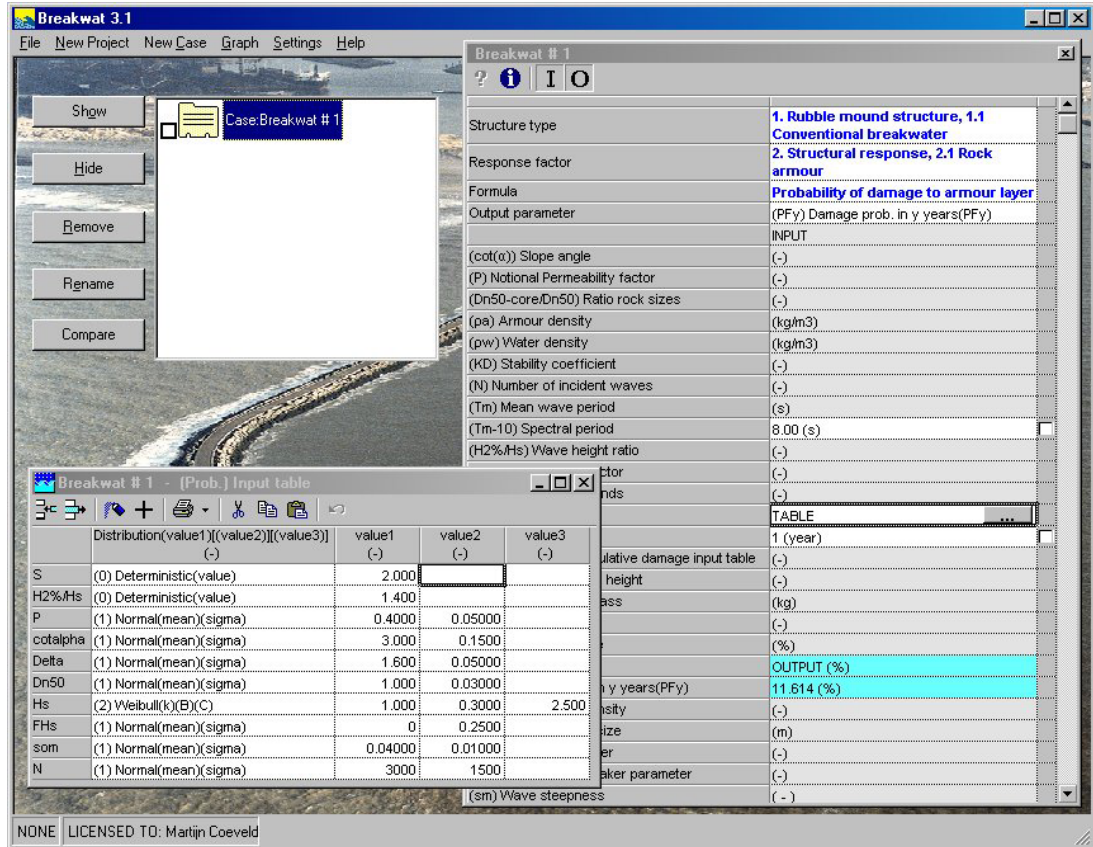 Breakwat 3.1
File New Project New Case Graph Settings Help
Show
Hide
Remove
Rename
Compare
Case:Breakwat # 1
Breakwat # 1
? i I O
Structure type 1. Rubble mound structure, 1.1
Conventional breakwater
Response factor 2. Structural response, 2.1 Rock
armour
Formula Probability of damage to armour layer
Output parameter (PFy) Damage prob. in y years(PFy)
INPUT
(cot(α)) Slope angle (-)
(P) Notional Permeability factor (-)
(Dn50-core/Dn50) Ratio rock sizes (-)
(ρa) Armour density (kg/m3)
(ρw) Water density (kg/m3)
(KD) Stability coefficient (-)
(N) Number of incident waves (-)
(Tm) Mean wave period (s)
(Tm-10) Spectral period 8.00 (s)
(H2%/Hs) Wave height ratio (-)
ctor (-)
nds (-)
TABLE ...
1 (year)
ulative damage input table (-)
height (-)
ass (kg)
(-)
(%)
OUTPUT (%)
n y years(PFy) 11.614 (%)
nsity (-)
ize (m)
er (-)
aker parameter (-)
(sm) Wave steepness ( - )
Breakwat # 1 - (Prob.) Input table
Distribution(value1)[(value2)][(value3)] value1 value2 value3
(-) (-) (-) (-)
S (0) Deterministic(value) 2.000
H2%/Hs (0) Deterministic(value) 1.400
P (1) Normal(mean)(sigma) 0.4000 0.05000
cotalpha (1) Normal(mean)(sigma) 3.000 0.1500
Delta (1) Normal(mean)(sigma) 1.600 0.05000
Dn50 (1) Normal(mean)(sigma) 1.000 0.03000
Hs (2) Weibull(k)(B)(C) 1.000 0.3000 2.500
FHs (1) Normal(mean)(sigma) 0 0.2500
som (1) Normal(mean)(sigma) 0.04000 0.01000
N (1) Normal(mean)(sigma) 3000 1500
NONE LICENSED TO: Martijn Coeveld